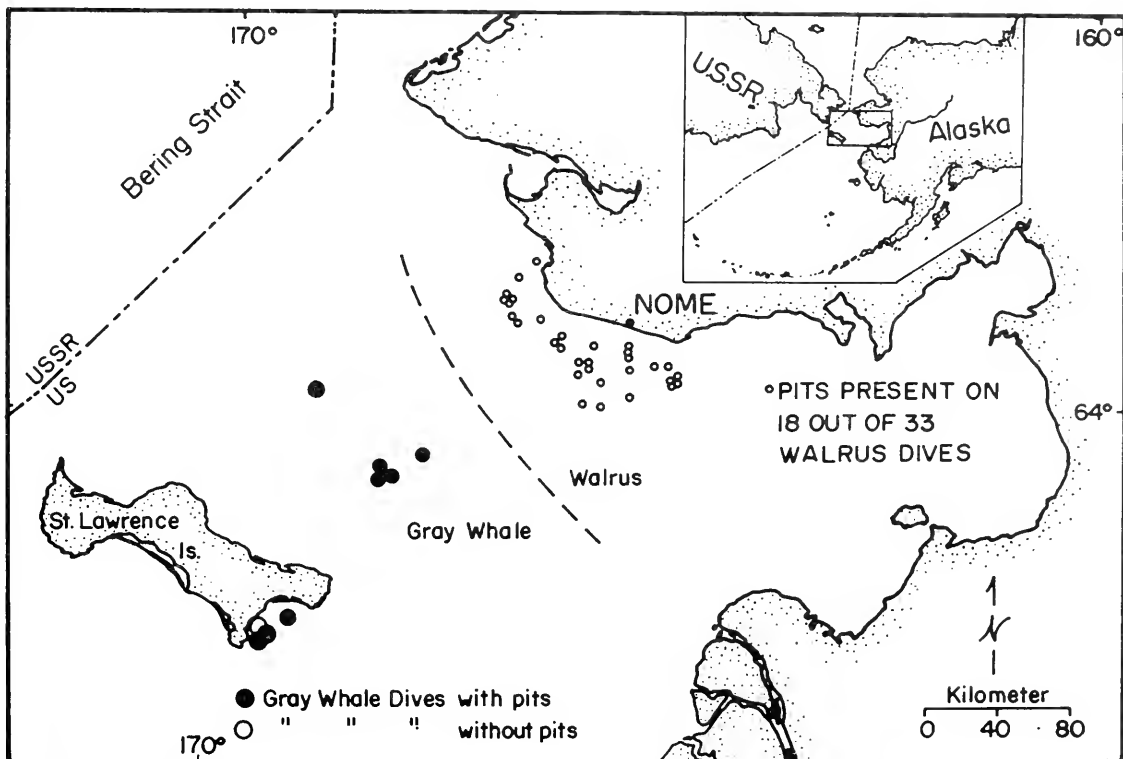 170°
160°
Bering Strait
U.S.S.R.
Alaska
NOME
USSR
US
64°
○PITS PRESENT ON
18 OUT OF 33
WALRUS DIVES
Walrus
Gray Whale
St. Lawrence
Is.
N
● Gray Whale Dives with pits
○ " " " without pits
170°
Kilometer
0 40 80